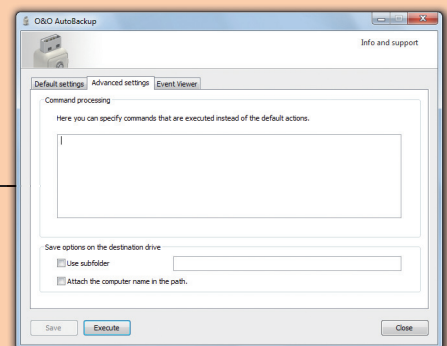 O&O AutoBackup
Info and support
Default settings Advanced settings Event Viewer
Command processing
Here you can specify commands that are executed instead of the default actions.
Save options on the destination drive
Use subfolder
Attach the computer name in the path.
Save Execute Close